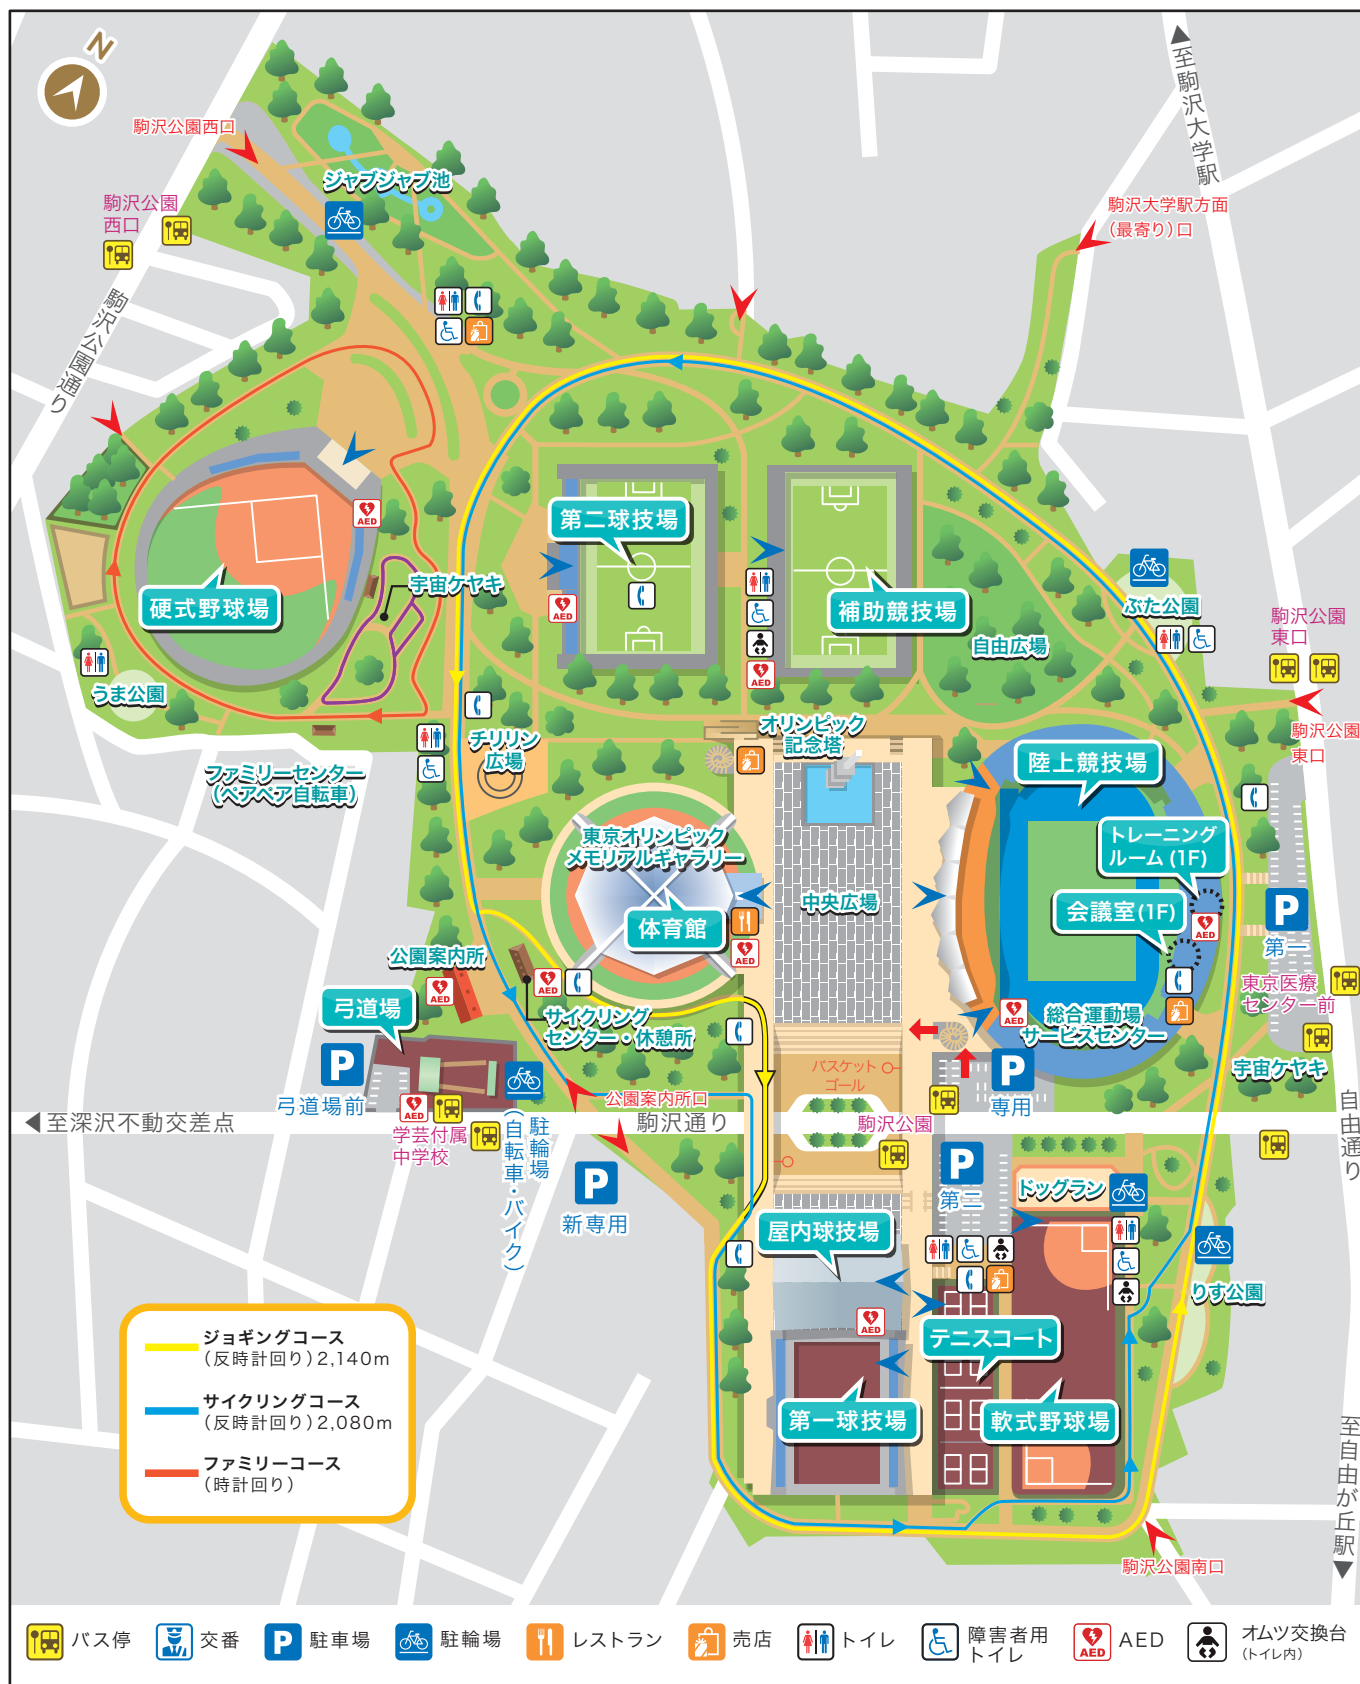 N
駒沢公園西口
ジャブジャブ池
駒沢公園
西口
駒沢公園通り
▲至駒沢大学駅
駒沢大学駅方面
(最寄り)口
第二球技場
補助競技場
硬式野球場
宇宙ケヤキ
AED
AED
AED
自由広場
ぶた公園
駒沢公園
東口
駒沢公園
東口
うま公園
ファミリーセンター
(ペアペア自転車)
チリリン
広場
オリンピック
記念塔
陸上競技場
トレーニング
ルーム(1F)
会議室(1F)
AED
東京オリンピック
メモリアルギャラリー
体育館
中央広場
AED
P
第一
公園案内所
AED
AED
弓道場
サイクリング
センター・休憩所
AED
総合運動場
サービスセンター
東京医療
センター前
宇宙ケヤキ
P
弓道場前
AED
学芸付属
中学校
駐輪場
(自転車・バイク)
公園案内所口
バスケット
ゴール
P
専用
◀至深沢不動交差点
駒沢通り
駒沢公園
自由通り
P
新専用
P
第二
ドッグラン
屋内球技場
りす公園
AED
テニスコート
第一球技場
軟式野球場
ジョギングコース
(反時計回り)2,140m
サイクリングコース
(反時計回り)2,080m
ファミリーコース
(時計回り)
至自由が丘駅▼
駒沢公園南口
バス停
交番
P 駐車場
駐輪場
レストラン
売店
トイレ
障害者用
トイレ
AED AED
オムツ交換台
(トイレ内)